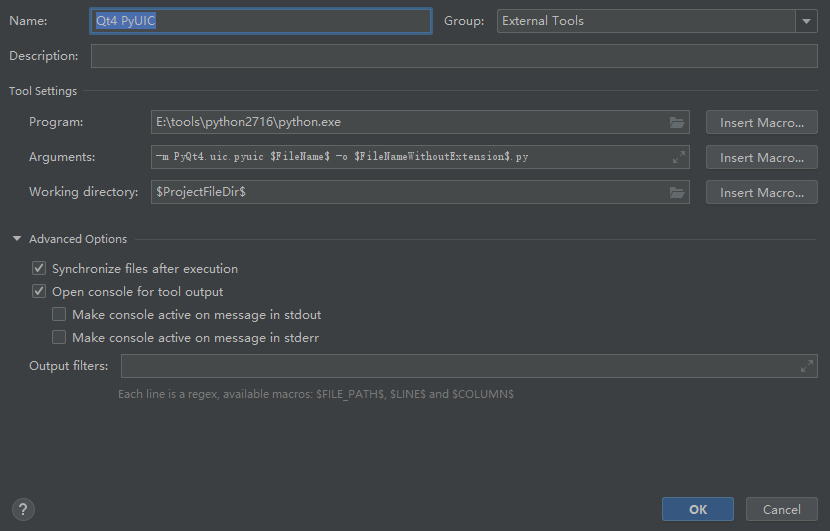 Name: Qt4 PyUIC Group: External Tools
Description:
Tool Settings
Program: E:\tools\python2716\python.exe Insert Macro...
Arguments: -m PyQt4.uic.pyuic $FileName$ -o $FileNameWithoutExtension$.py Insert Macro...
Working directory: $ProjectFileDir$ Insert Macro...
Advanced Options
Synchronize files after execution
Open console for tool output
Make console active on message in stdout
Make console active on message in stderr
Output filters:
Each line is a regex, available macros: $FILE_PATH$, $LINE$ and $COLUMN$
? OK Cancel